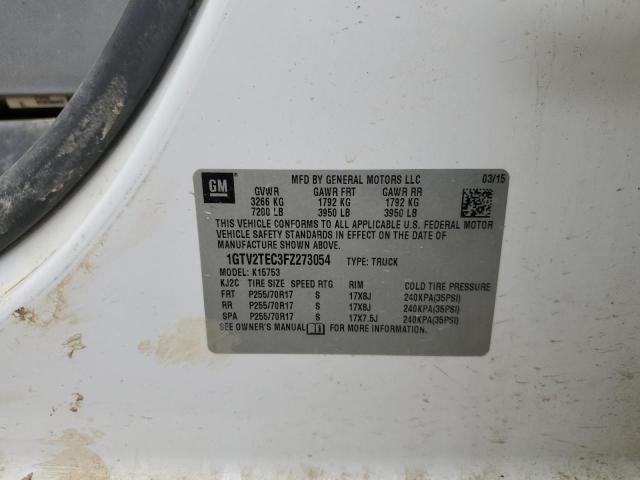 GM
MFD BY GENERAL MOTORS LLC
03/15
GVWR GAWR FRT GAWR RR
3266 KG 1792 KG 1792 KG
7200 LB 3950 LB 3950 LB
THIS VEHICLE CONFORMS TO ALL APPLICABLE U.S. FEDERAL MOTOR
VEHICLE SAFETY STANDARDS IN EFFECT ON THE DATE OF MANUFACTURE
SHOWN ABOVE.
1GTV2TEC3FZ273054 TYPE: TRUCK
MODEL: K15753
KJ2C TIRE SIZE SPEED RTG RIM COLD TIRE PRESSURE
FRT P255/70R17 S 17X8J 240KPA(35PSI)
RR P255/70R17 S 17X8J 240KPA(35PSI)
SPA P255/70R17 S 17X7.5J 240KPA(35PSI)
SEE OWNER'S MANUAL FOR MORE INFORMATION.